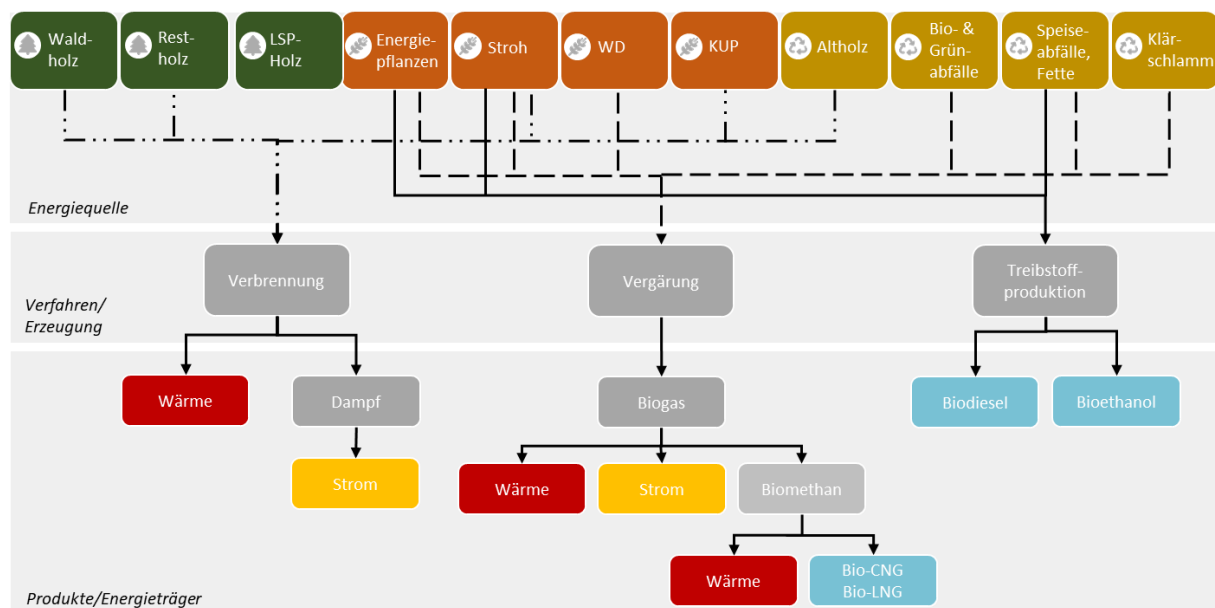 Wald-
holz
Rest-
holz
LSP-
Holz
Energie-
pflanzen
Stroh
WD
KUP
Altholz
Bio- &
Grün-
abfälle
Speise-
abfälle,
Fette
Klär-
schlamm
Energiequelle
Verbrennung
Vergärung
Treibstoff-
produktion
Verfahren/
Erzeugung
Wärme
Dampf
Biogas
Biodiesel
Bioethanol
Strom
Wärme
Strom
Biomethan
Wärme
Bio-CNG
Bio-LNG
Produkte/Energieträger